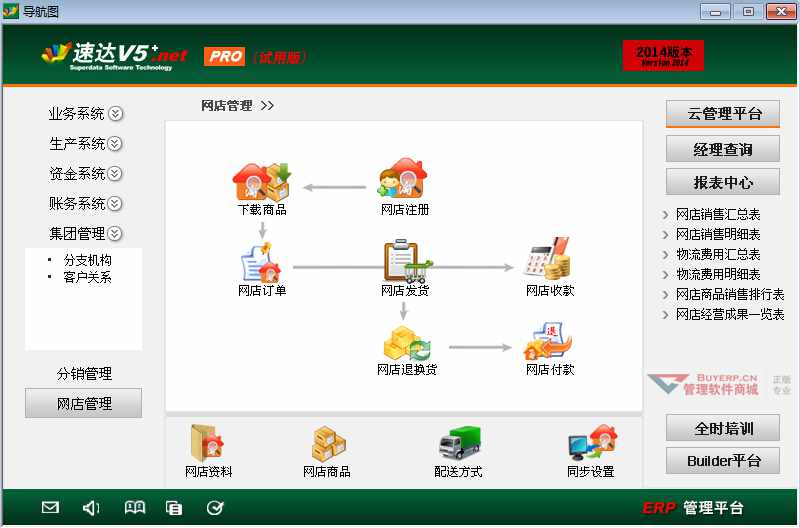 导航图
速达V5+.net
Superdata Software Technology
PRO
(试用版)
2014版本
Version 2014
业务系统
生产系统
资金系统
账务系统
集团管理
• 分支机构
• 客户关系
分销管理
网店管理
网店管理 >>
下载商品
网店注册
网店订单
网店发货
网店收款
网店退换货
网店付款
网店资料
网店商品
配送方式
同步设置
云管理平台
经理查询
报表中心
网店销售汇总表
网店销售明细表
物流费用汇总表
物流费用明细表
网店商品销售排行表
网店经营成果一览表
BUYERP.CN
管理软件商城
正版
专业
全时培训
Builder平台
ERP 管理平台